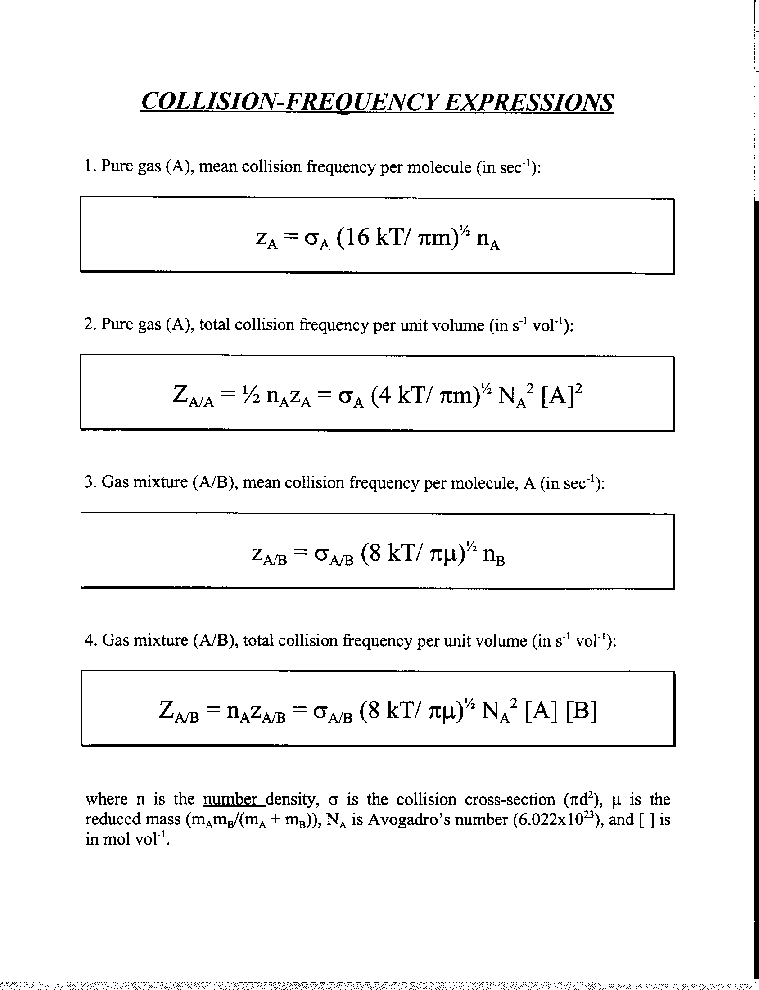 COLLISION-FREQUENCY EXPRESSIONS
1. Pure gas (A), mean collision frequency per molecule (in sec⁻¹):
z_A = σ_A (16 kT/ πm)^½ n_A
2. Pure gas (A), total collision frequency per unit volume (in s⁻¹ vol⁻¹):
Z_A/A = ½ n_A z_A = σ_A (4 kT/ πm)^½ N_A² [A]²
3. Gas mixture (A/B), mean collision frequency per molecule, A (in sec⁻¹):
z_A/B = σ_A/B (8 kT/ πμ)^½ n_B
4. Gas mixture (A/B), total collision frequency per unit volume (in s⁻¹ vol⁻¹):
Z_A/B = n_A z_A/B = σ_A/B (8 kT/ πμ)^½ N_A² [A] [B]
where n is the number density, σ is the collision cross-section (πd²), μ is the
reduced mass (m_A m_B/(m_A + m_B)), N_A is Avogadro's number (6.022x10²³), and [ ] is
in mol vol⁻¹.